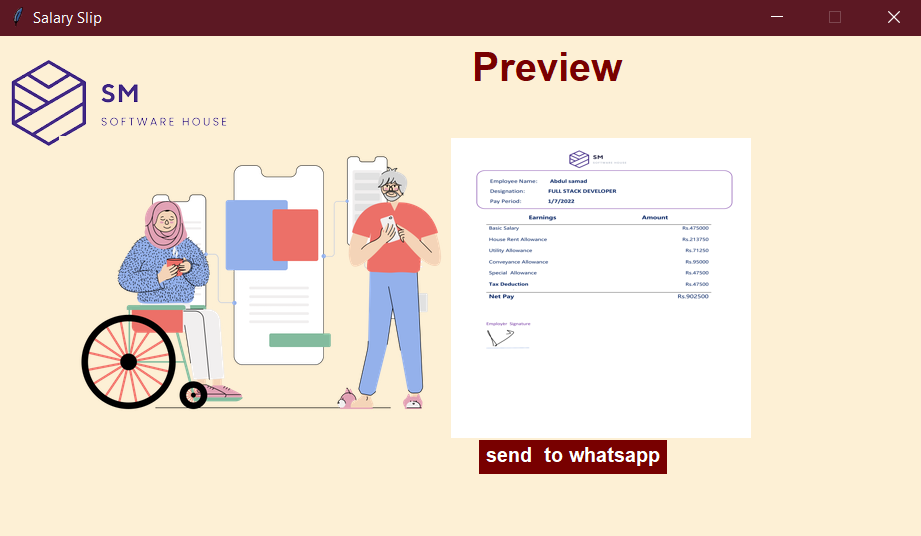 Salary Slip
SM
SOFTWARE HOUSE
Preview
SM
SOFTWARE HOUSE
Employee Name: Abdul samad
Designation: FULL STACK DEVELOPER
Pay Period: 1/7/2022
Earnings Amount
Basic Salary Rs.475000
House Rent Allowance Rs.213750
Utility Allowance Rs.71250
Conveyance Allowance Rs.95000
Special Allowance Rs.47500
Tax Deduction Rs.47500
Net Pay Rs.902500
Employer Signature
send to whatsapp